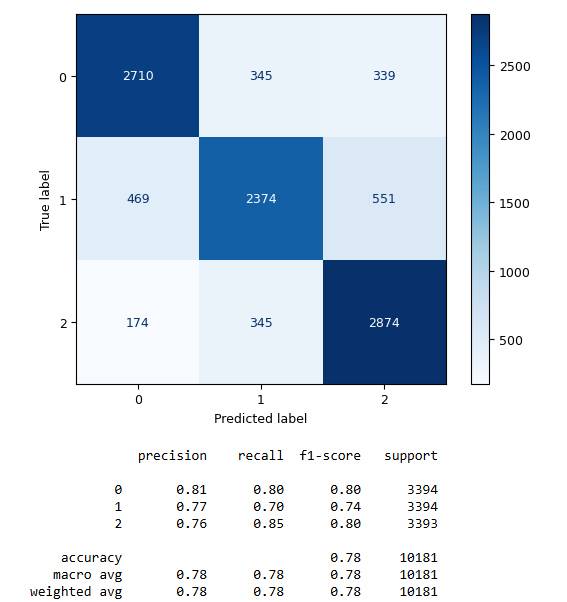 0 2710 345 339 2500
2000
True label 1 469 2374 551 1500
1000
2 174 345 2874 500
0 1 2
Predicted label
precision recall f1-score support
0 0.81 0.80 0.80 3394
1 0.77 0.70 0.74 3394
2 0.76 0.85 0.80 3393
accuracy 0.78 10181
macro avg 0.78 0.78 0.78 10181
weighted avg 0.78 0.78 0.78 10181